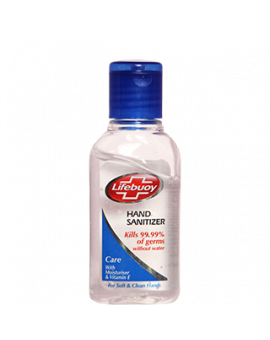 Lifebuoy
HAND
SANITIZER
Kills 99.99%
of germs
without water
Care
With
Moisturiser
& Vitamin E
For Soft & Clean Hands